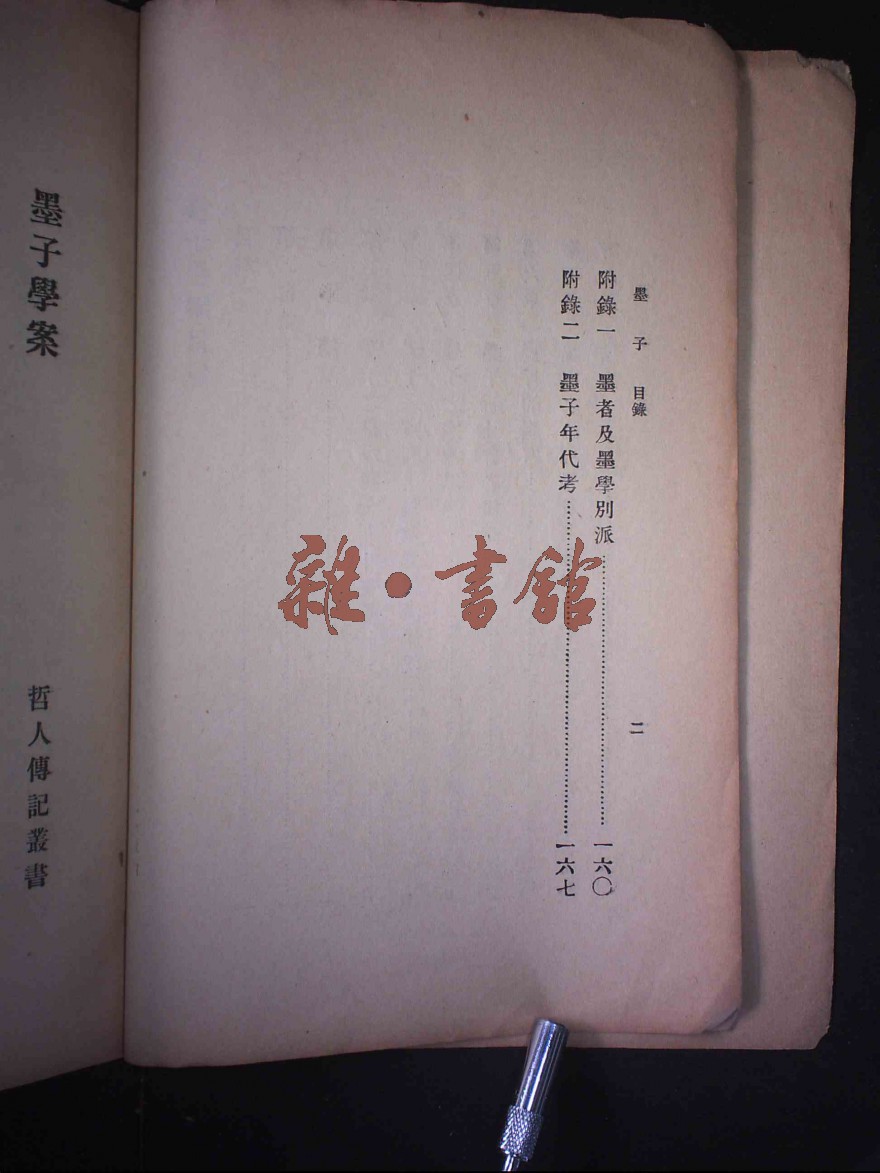 墨子 目錄 二
附錄一 墨者及墨學別派……一六〇
附錄二 墨子年代考……一六七
墨子學案
哲人傳記叢書
雜·書館